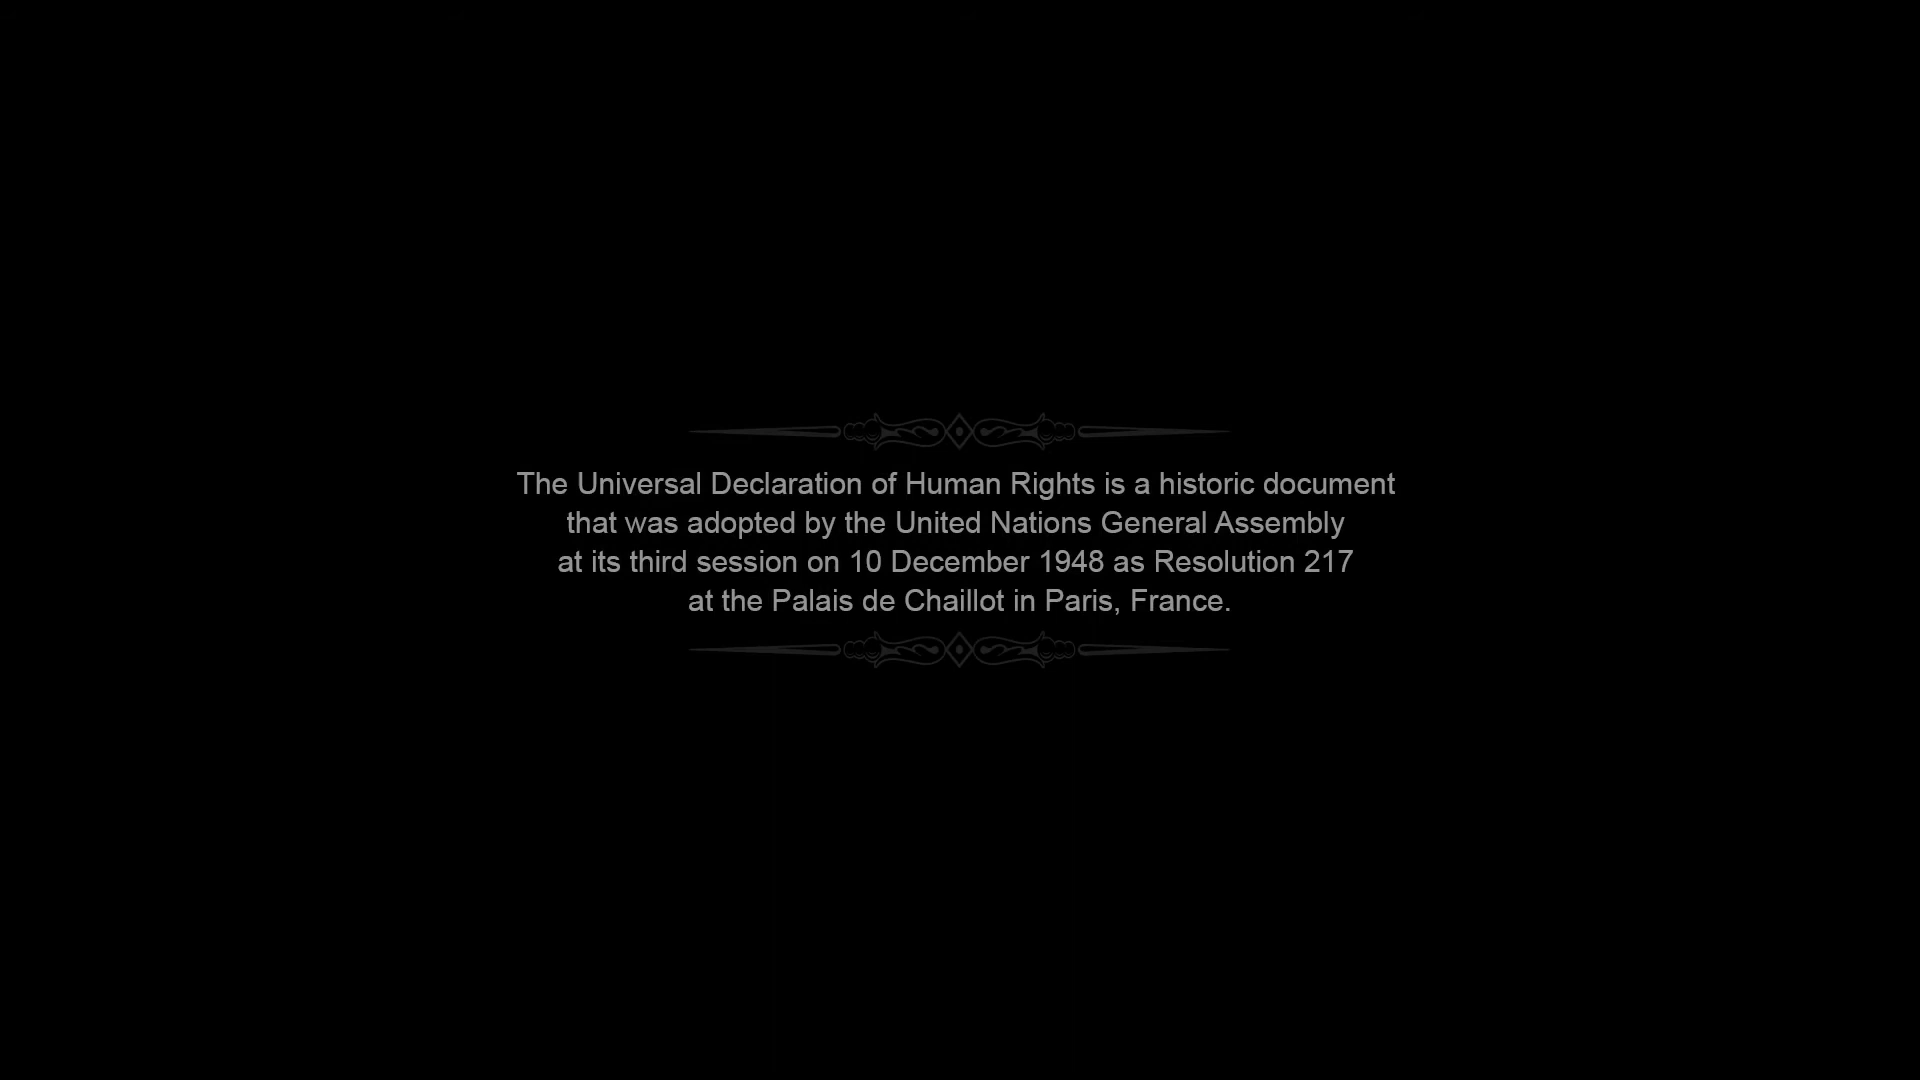 The Universal Declaration of Human Rights is a historic document
that was adopted by the United Nations General Assembly
at its third session on 10 December 1948 as Resolution 217
at the Palais de Chaillot in Paris, France.